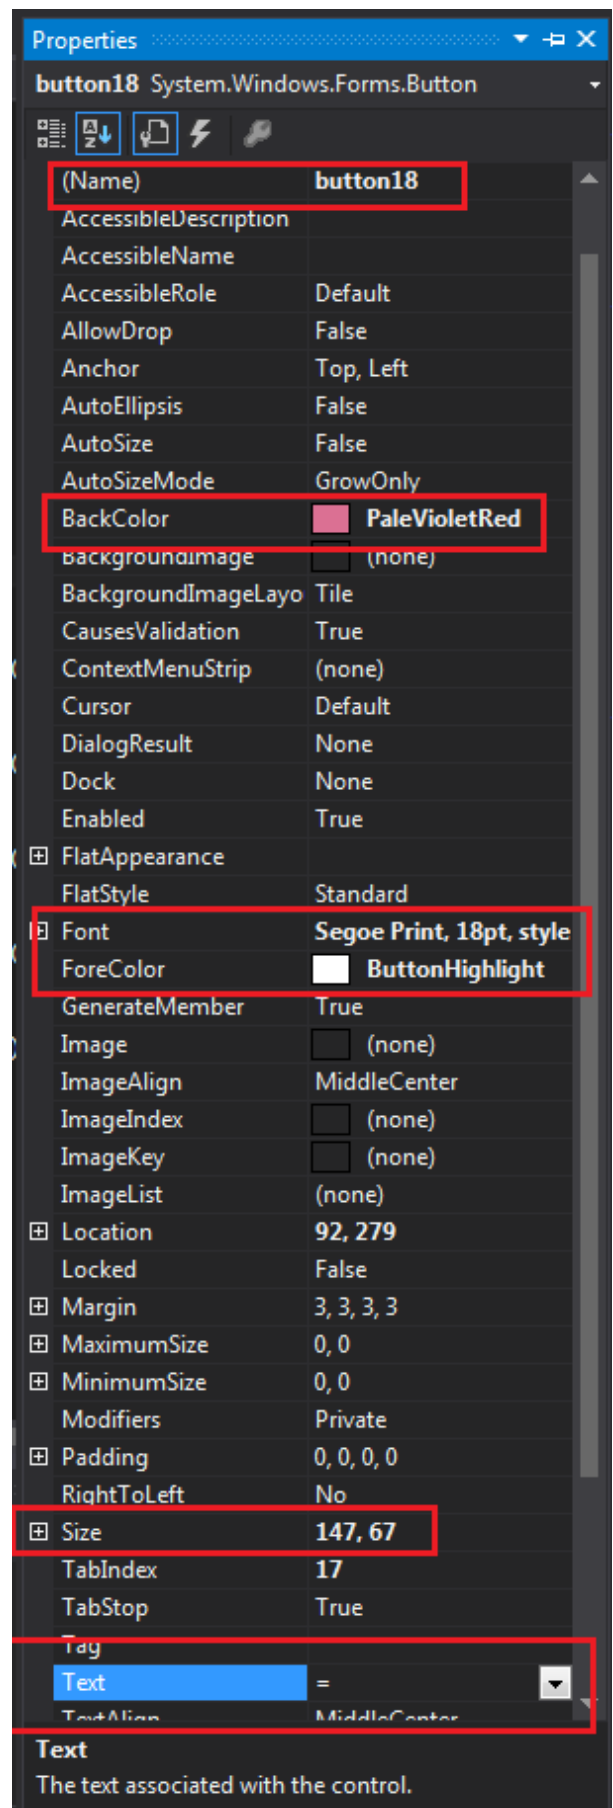 Properties
button18 System.Windows.Forms.Button
(Name) button18
AccessibleDescription
AccessibleName
AccessibleRole Default
AllowDrop False
Anchor Top, Left
AutoEllipsis False
AutoSize False
AutoSizeMode GrowOnly
BackColor PaleVioletRed
BackgroundImage (none)
BackgroundImageLayo Tile
CausesValidation True
ContextMenuStrip (none)
Cursor Default
DialogResult None
Dock None
Enabled True
FlatAppearance
FlatStyle Standard
Font Segoe Print, 18pt, style
ForeColor ButtonHighlight
GenerateMember True
Image (none)
ImageAlign MiddleCenter
ImageIndex (none)
ImageKey (none)
ImageList (none)
Location 92, 279
Locked False
Margin 3, 3, 3, 3
MaximumSize 0, 0
MinimumSize 0, 0
Modifiers Private
Padding 0, 0, 0, 0
RightToLeft No
Size 147, 67
TabIndex 17
TabStop True
Tag
Text =
TextAlign MiddleCenter
Text
The text associated with the control.